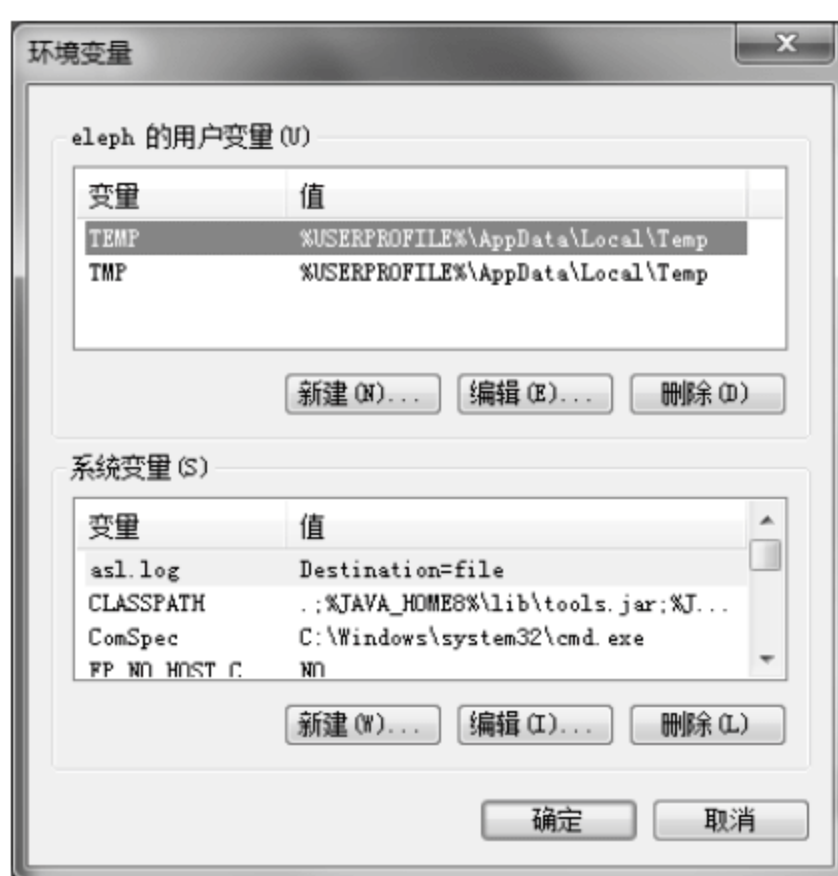 环境变量
eleph 的用户变量(U)
变量 值
TEMP %USERPROFILE%\AppData\Local\Temp
TMP %USERPROFILE%\AppData\Local\Temp
新建(N)... 编辑(E)... 删除(D)
系统变量(S)
变量 值
asl.log Destination=file
CLASSPATH .;%JAVA_HOME8%\lib\tools.jar;%J...
ComSpec C:\Windows\system32\cmd.exe
FP_NO_HOST_C NO
新建(W)... 编辑(I)... 删除(L)
确定 取消